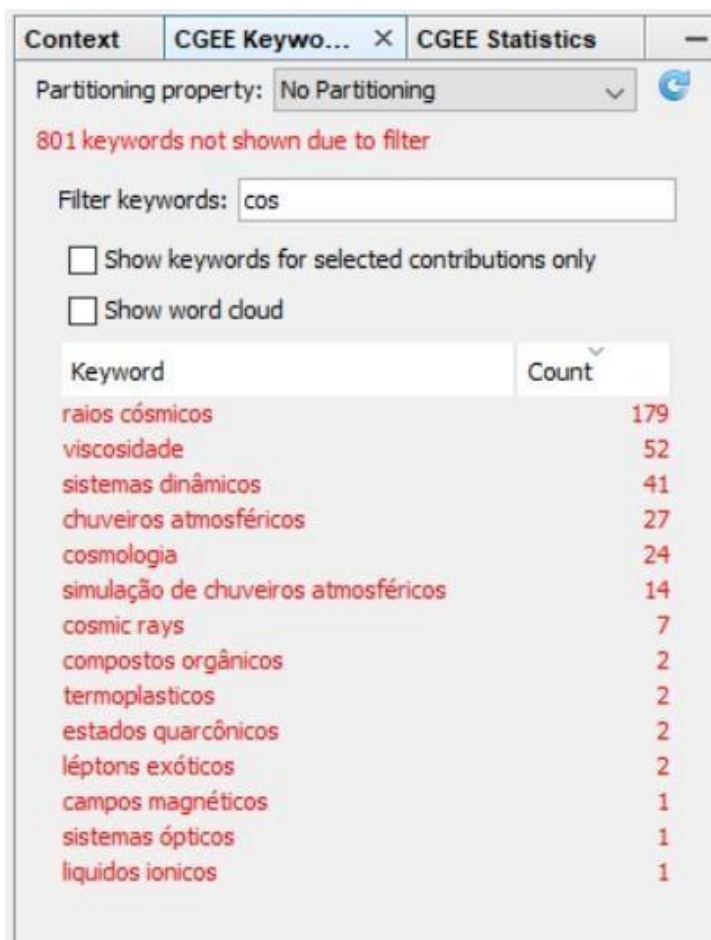 Context CGEE Keywo... × CGEE Statistics
Partitioning property: No Partitioning
801 keywords not shown due to filter
Filter keywords: cos
Show keywords for selected contributions only
Show word cloud
Keyword Count
raios cósmicos 179
viscosidade 52
sistemas dinâmicos 41
chuveiros atmosféricos 27
cosmologia 24
simulação de chuveiros atmosféricos 14
cosmic rays 7
compostos orgânicos 2
termoplasticos 2
estados quarcônicos 2
léptons exóticos 2
campos magnéticos 1
sistemas ópticos 1
liquidos ionicos 1